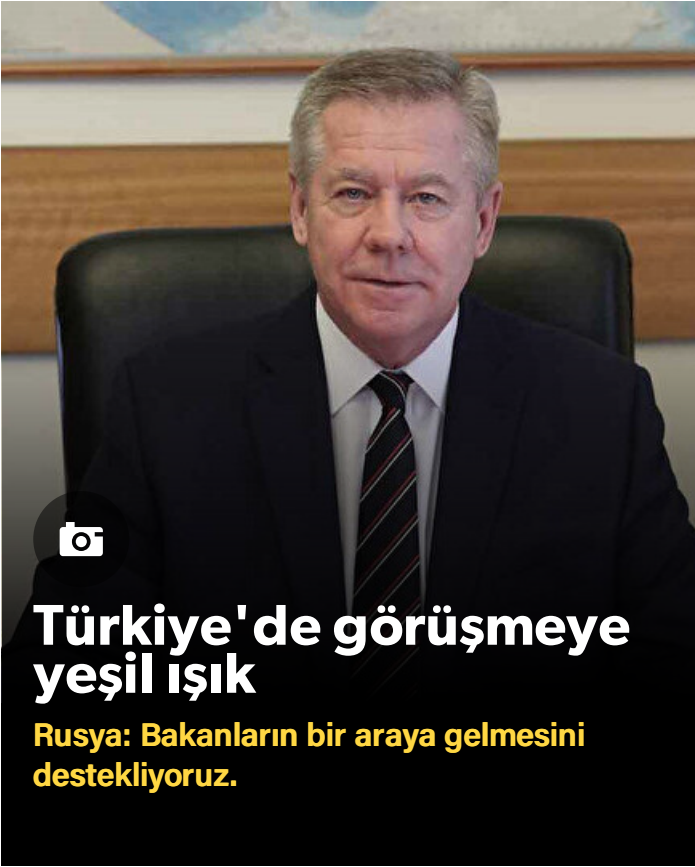 Türkiye'de görüşmeye
yeşil ışık
Rusya: Bakanların bir araya gelmesini
destekliyoruz.